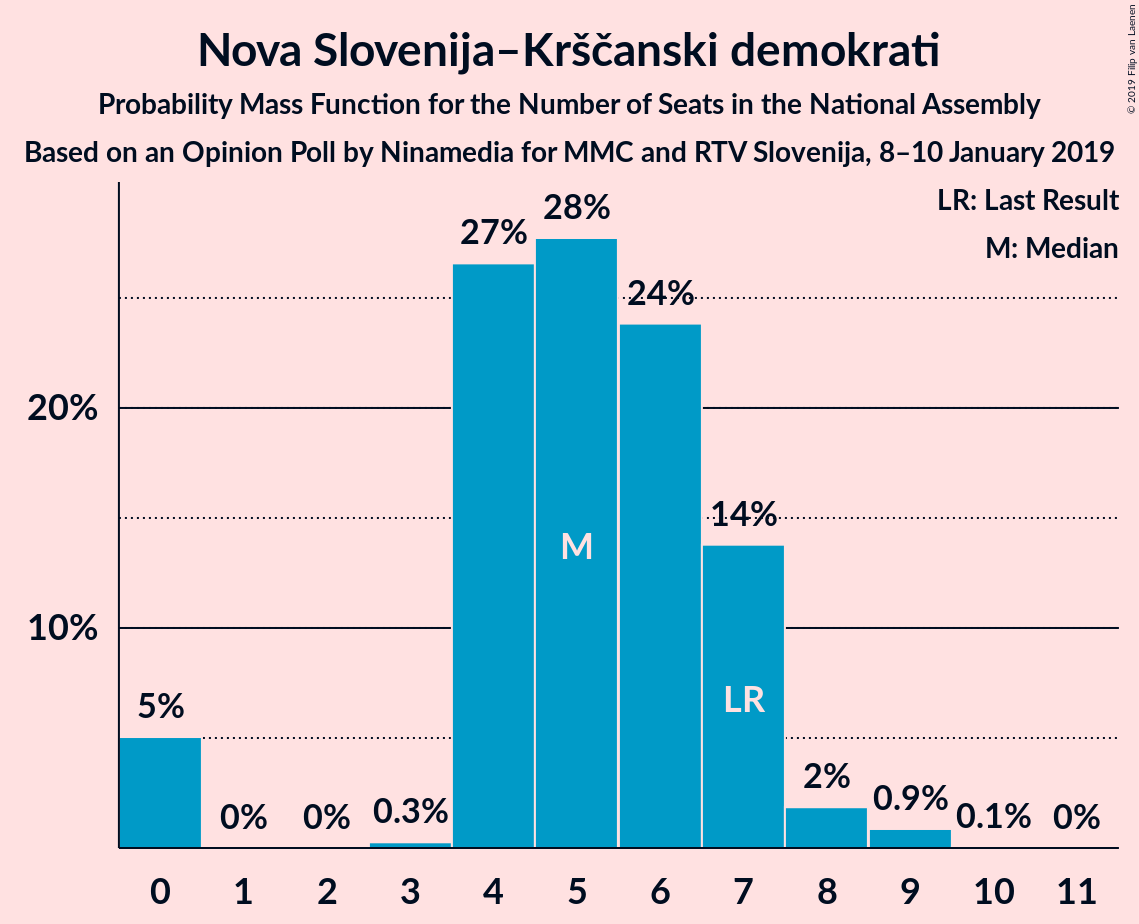 Nova Slovenija–Krščanski demokrati
Probability Mass Function for the Number of Seats in the National Assembly
Based on an Opinion Poll by Ninamedia for MMC and RTV Slovenija, 8–10 January 2019
© 2019 Filip van Laenen
LR: Last Result
M: Median
28%
27%
24%
20%
14%
M
10%
LR
5%
2%
0.9%
0.3%
0% 0% 0.1% 0%
0 1 2 3 4 5 6 7 8 9 10 11